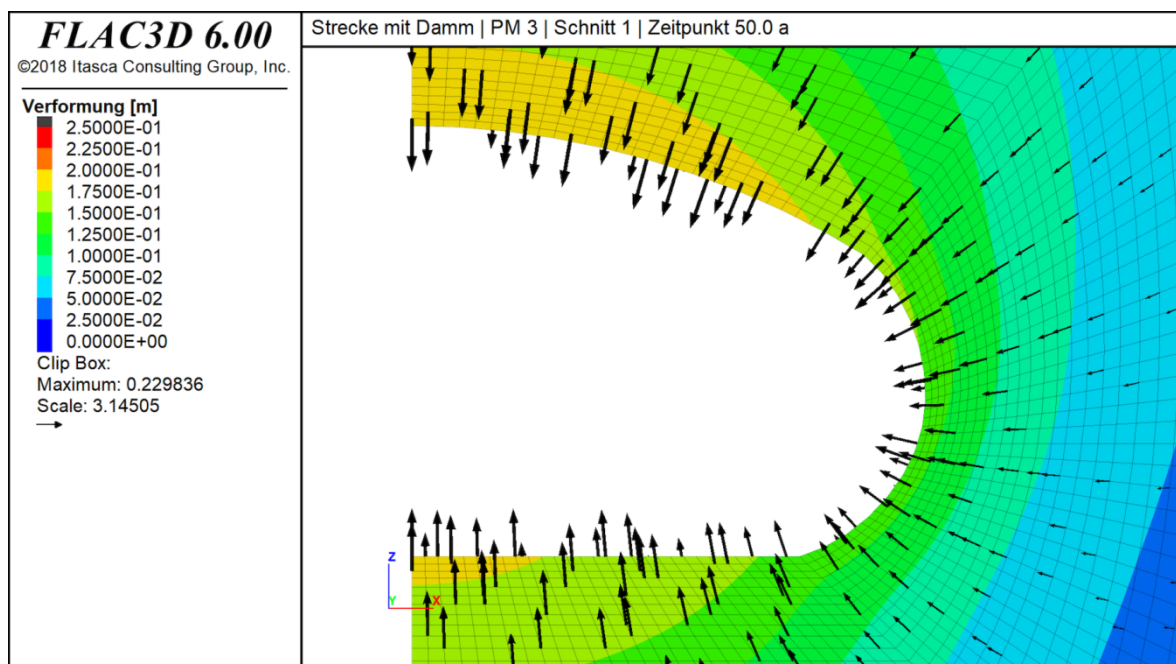 FLAC3D 6.00
©2018 Itasca Consulting Group, Inc.
Verformung [m]
2.5000E-01
2.2500E-01
2.0000E-01
1.7500E-01
1.5000E-01
1.2500E-01
1.0000E-01
7.5000E-02
5.0000E-02
2.5000E-02
0.0000E+00
Clip Box:
Maximum: 0.229836
Scale: 3.14505
Strecke mit Damm | PM 3 | Schnitt 1 | Zeitpunkt 50.0 a
Z
Y
X